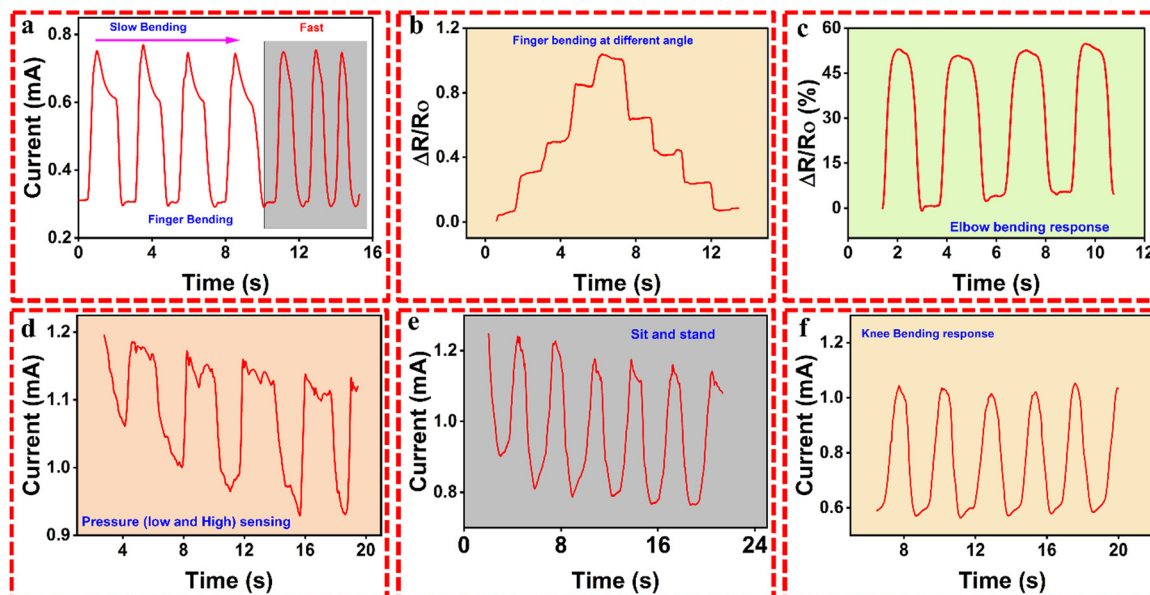 a
Slow Bending
Fast
Finger Bending
Current (mA)
0.8
0.6
0.4
0.2
0 4 8 12 16
Time (s)
b
Finger bending at different angle
ΔR/Ro
1.2
0.8
0.4
0.0
0 4 8 12
Time (s)
c
ΔR/Ro (%)
60
45
30
15
0
Elbow bending response
0 2 4 6 8 10 12
Time (s)
d
Current (mA)
1.2
1.1
1.0
0.9
Pressure (low and High) sensing
4 8 12 16 20
Time (s)
e
Sit and stand
Current (mA)
1.2
1.0
0.8
0 8 16 24
Time (s)
f
Knee Bending response
Current (mA)
1.2
1.0
0.8
0.6
8 12 16 20
Time (s)